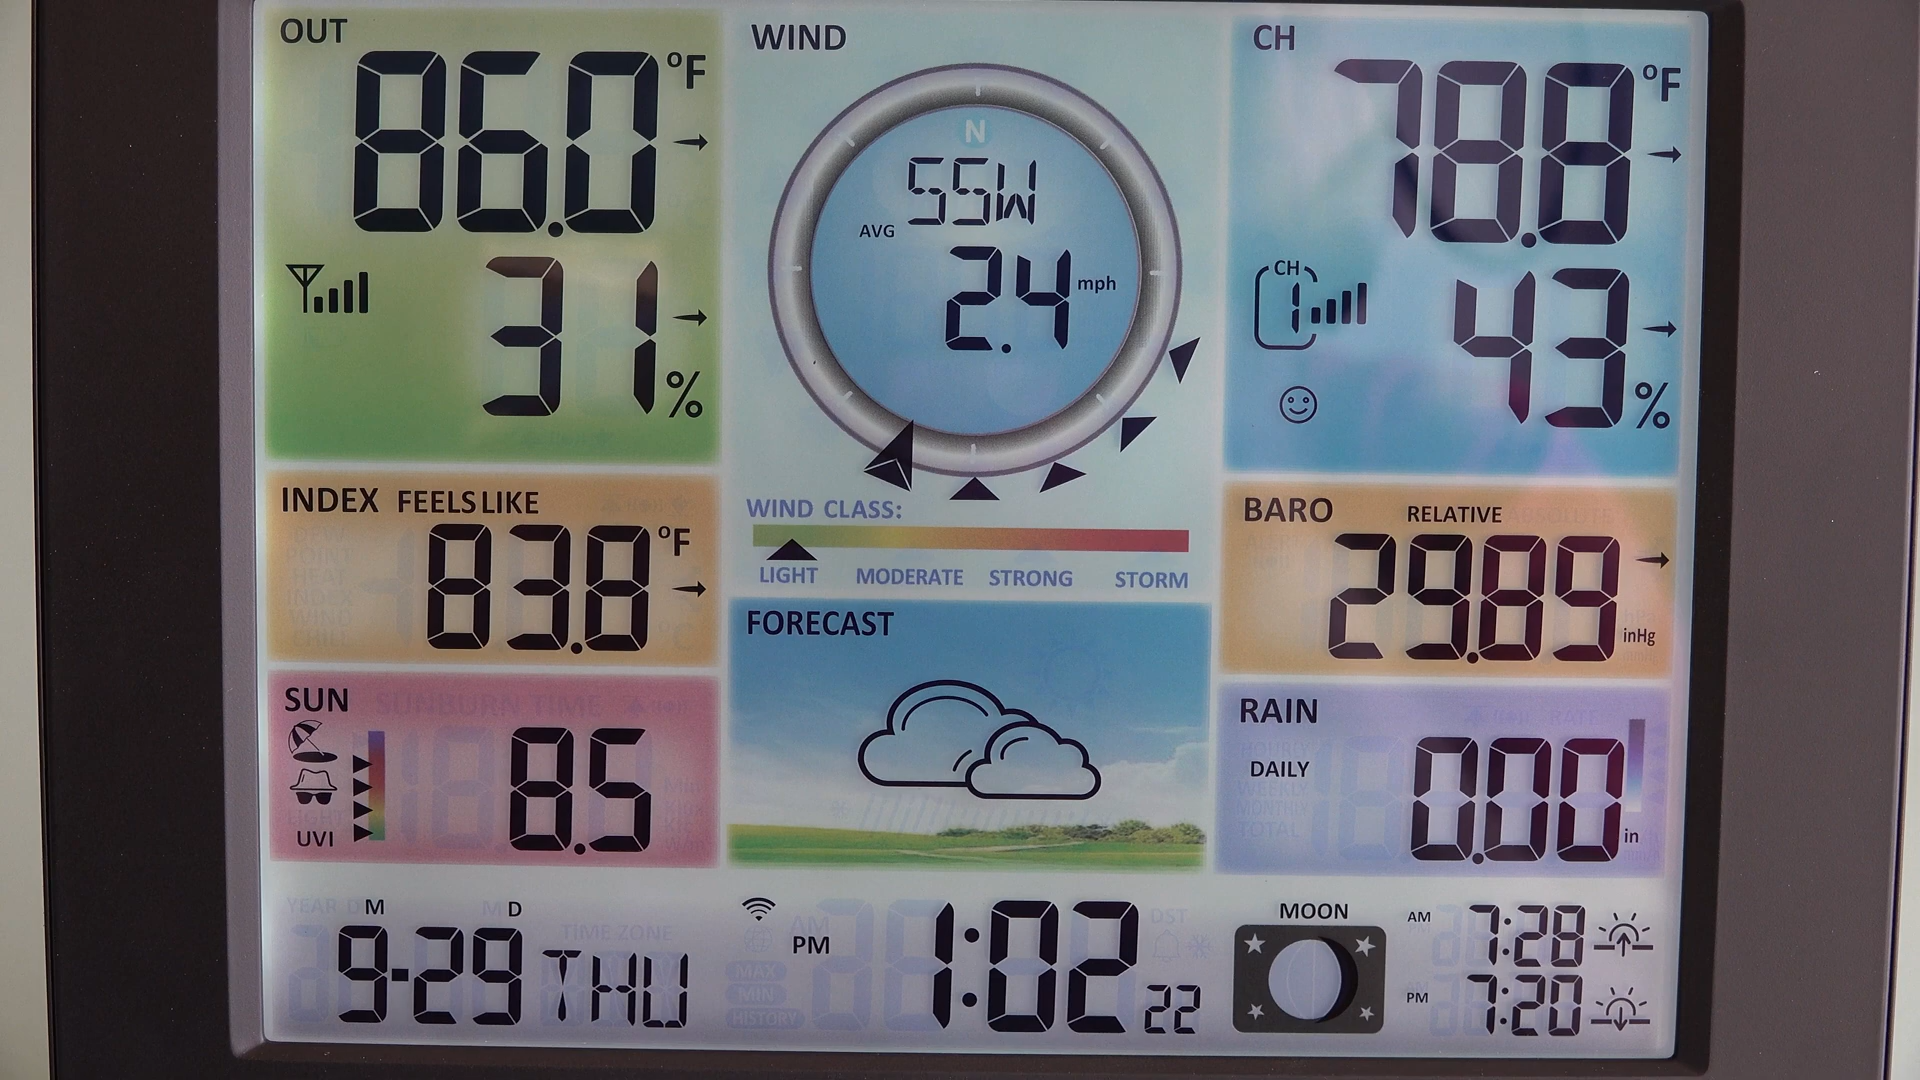 OUT
86.0 °F
31 %
INDEX FEELS LIKE
83.8 °F
SUN
UVI
8.5
WIND
N
SSW
AVG
2.4 mph
WIND CLASS:
LIGHT MODERATE STRONG STORM
FORECAST
CH
78.8 °F
CH
1
43 %
BARO RELATIVE
29.89 inHg
RAIN
DAILY
0.00 in
M D
9-29 THU
PM 1:02 22
MOON
AM 7:28
PM 7:20